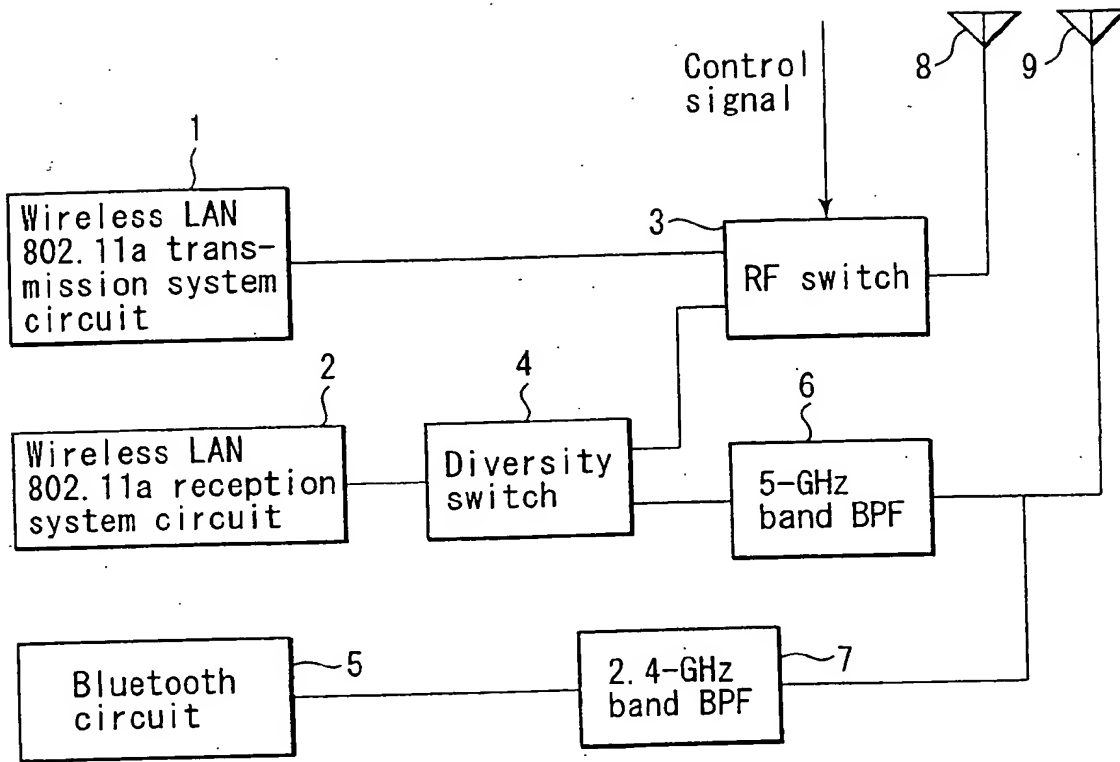 8
9
Control
signal
1
Wireless LAN
802.11a trans-
mission system
circuit
3
RF switch
2
Wireless LAN
802.11a reception
system circuit
4
Diversity
switch
6
5-GHz
band BPF
Bluetooth
circuit
5
2.4-GHz
band BPF
7